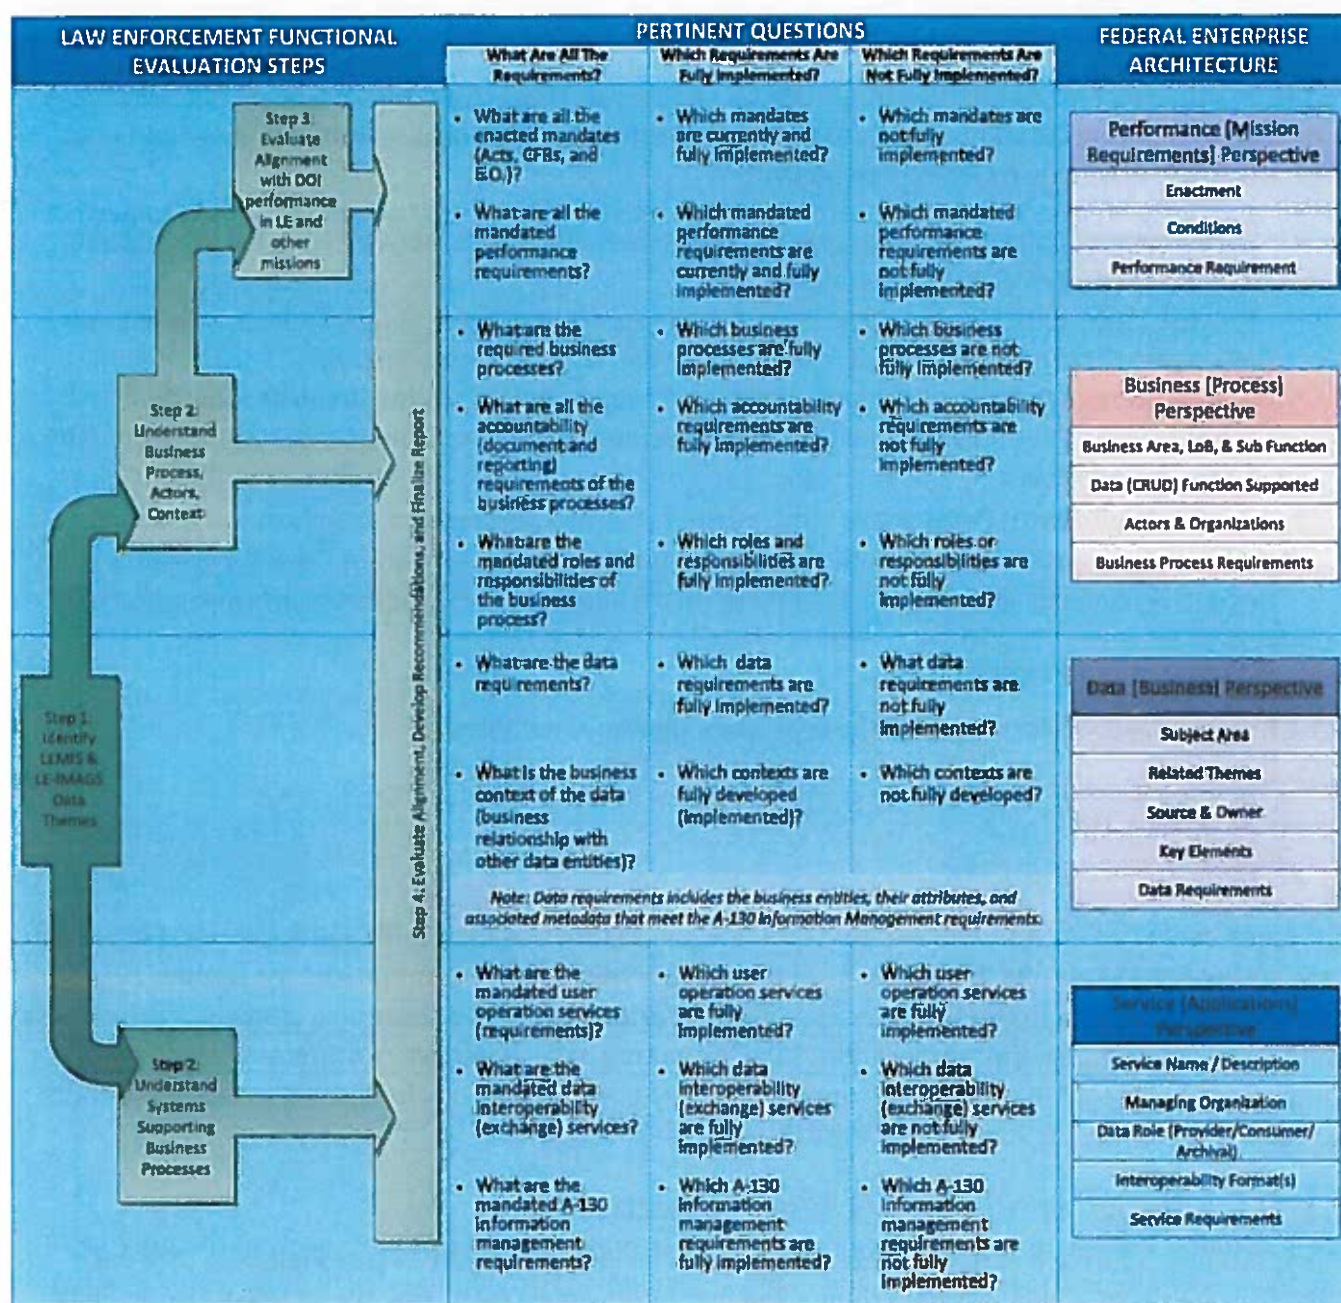 LAW ENFORCEMENT FUNCTIONAL
EVALUATION STEPS
PERTINENT QUESTIONS
What Are All The
Requirements?
Which Requirements Are
Fully Implemented?
Which Requirements Are
Not Fully Implemented?
FEDERAL ENTERPRISE
ARCHITECTURE
Step 3
Evaluate
Alignment
with DOI
performance
in LE and
other
missions
Step 2:
Understand
Business
Process,
Actors,
Context
Step 1:
Identify
LEMIS &
LE-IMAGS
Data
Themes
Step 2:
Understand
Systems
Supporting
Business
Processes
Step 4: Evaluate Alignment, Develop Recommendations, and Finalize Report
• What are all the
enacted mandates
(Acts, CFRs, and
E.O.)?
• Which mandates
are currently and
fully implemented?
• Which mandates are
not fully
implemented?
• What are all the
mandated
performance
requirements?
• Which mandated
performance
requirements are
currently and fully
implemented?
• Which mandated
performance
requirements are
not fully
implemented?
• What are the
required business
processes?
• Which business
processes are fully
implemented?
• Which business
processes are not
fully implemented?
• What are all the
accountability
(document and
reporting)
requirements of the
business processes?
• Which accountability
requirements are
fully implemented?
• Which accountability
requirements are
not fully
implemented?
• What are the
mandated roles and
responsibilities of
the business
process?
• Which roles and
responsibilities are
fully implemented?
• Which roles or
responsibilities are
not fully
implemented?
• What are the data
requirements?
• Which data
requirements are
fully implemented?
• What data
requirements are
not fully
implemented?
• What is the business
context of the data
(business
relationship with
other data entities)?
• Which contexts are
fully developed
(implemented)?
• Which contexts are
not fully developed?
Note: Data requirements includes the business entities, their attributes, and
associated metadata that meet the A-130 Information Management requirements.
• What are the
mandated user
operation services
(requirements)?
• Which user
operation services
are fully
implemented?
• Which user
operation services
are fully
implemented?
• What are the
mandated data
interoperability
(exchange) services?
• Which data
interoperability
(exchange) services
are fully
implemented?
• Which data
interoperability
(exchange) services
are not fully
implemented?
• What are the
mandated A-130
information
management
requirements?
• Which A-130
information
management
requirements are
fully implemented?
• Which A-130
information
management
requirements are
not fully
implemented?
Performance [Mission
Requirements] Perspective
Enactment
Conditions
Performance Requirement
Business [Process]
Perspective
Business Area, LoB, & Sub Function
Data (CRUD) Function Supported
Actors & Organizations
Business Process Requirements
Data [Business] Perspective
Subject Area
Related Themes
Source & Owner
Key Elements
Data Requirements
Service [Applications]
Perspective
Service Name / Description
Managing Organization
Data Role (Provider/Consumer/
Archival)
Interoperability Format(s)
Service Requirements